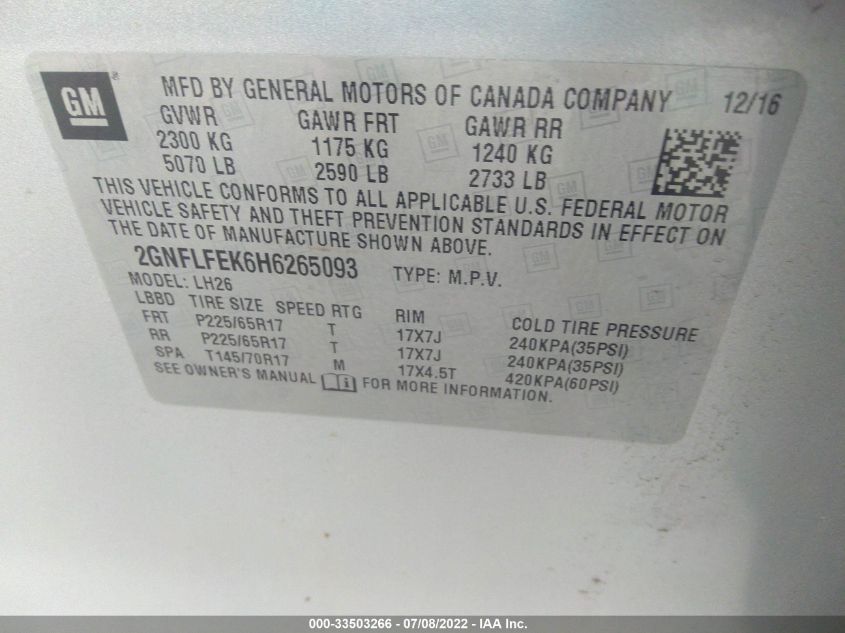 GM
MFD BY GENERAL MOTORS OF CANADA COMPANY 12/16
GVWR GAWR FRT GAWR RR
2300 KG 1175 KG 1240 KG
5070 LB 2590 LB 2733 LB
THIS VEHICLE CONFORMS TO ALL APPLICABLE U.S. FEDERAL MOTOR
VEHICLE SAFETY AND THEFT PREVENTION STANDARDS IN EFFECT ON
THE DATE OF MANUFACTURE SHOWN ABOVE.
2GNFLFEK6H6265093 TYPE: M.P.V.
MODEL: LH26
LBBD TIRE SIZE SPEED RTG RIM COLD TIRE PRESSURE
FRT P225/65R17 T 17X7J 240KPA(35PSI)
RR P225/65R17 T 17X7J 240KPA(35PSI)
SPA T145/70R17 M 17X4.5T 420KPA(60PSI)
SEE OWNER'S MANUAL FOR MORE INFORMATION.
000-33503266 - 07/08/2022 - IAA Inc.